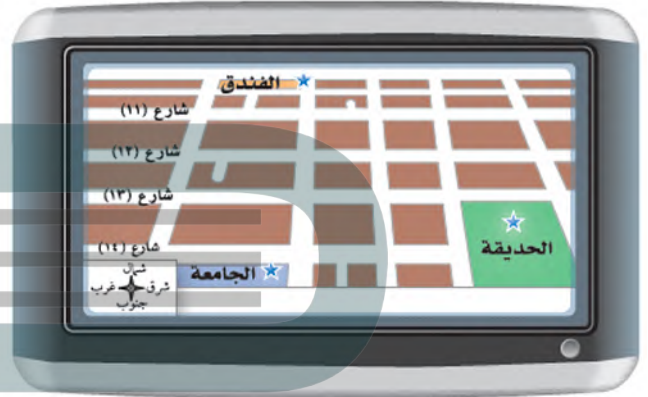 الفندق
شارع (١١)
شارع (١٢)
شارع (١٣)
الحديقة
شارع (١٤)
الجامعة
شمال
شرق غرب
جنوب